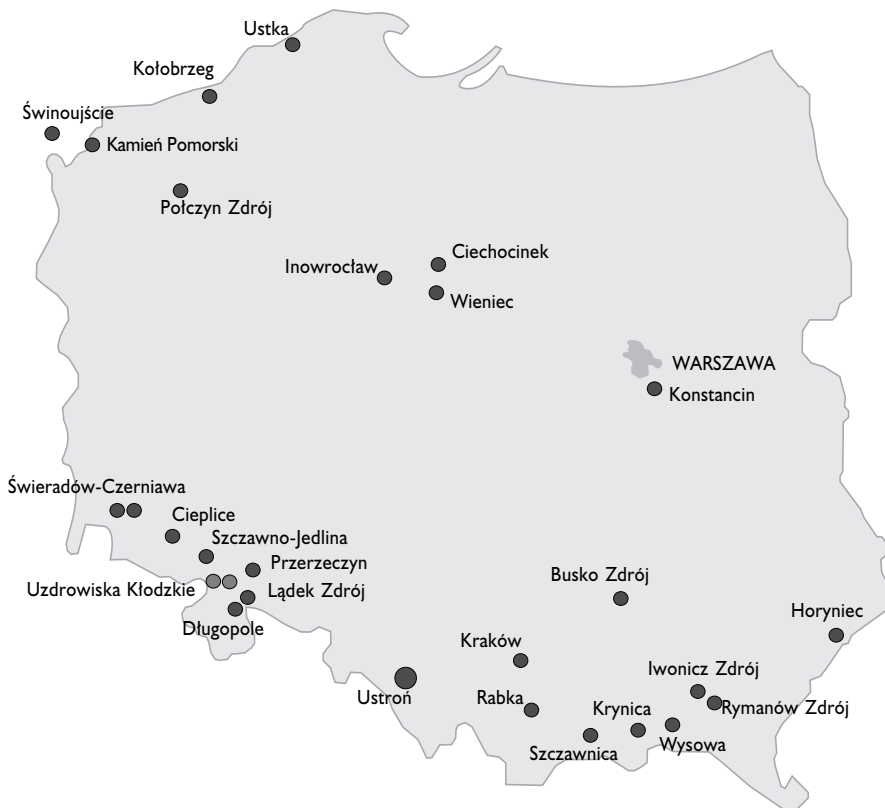 Ustka
Kołobrzeg
Świnoujście
Kamień Pomorski
Połczyn Zdrój
Ciechocinek
Inowrocław
Wieniec
WARSZAWA
Konstancin
Świeradów-Czerniawa
Cieplice
Szczawno-Jedlina
Przerzeczyn
Uzdrowiska Kłodzkie
Lądek Zdrój
Długopole
Busko Zdrój
Horyniec
Kraków
Iwonicz Zdrój
Ustroń
Rabka
Krynica
Rymanów Zdrój
Szczawnica
Wysowa